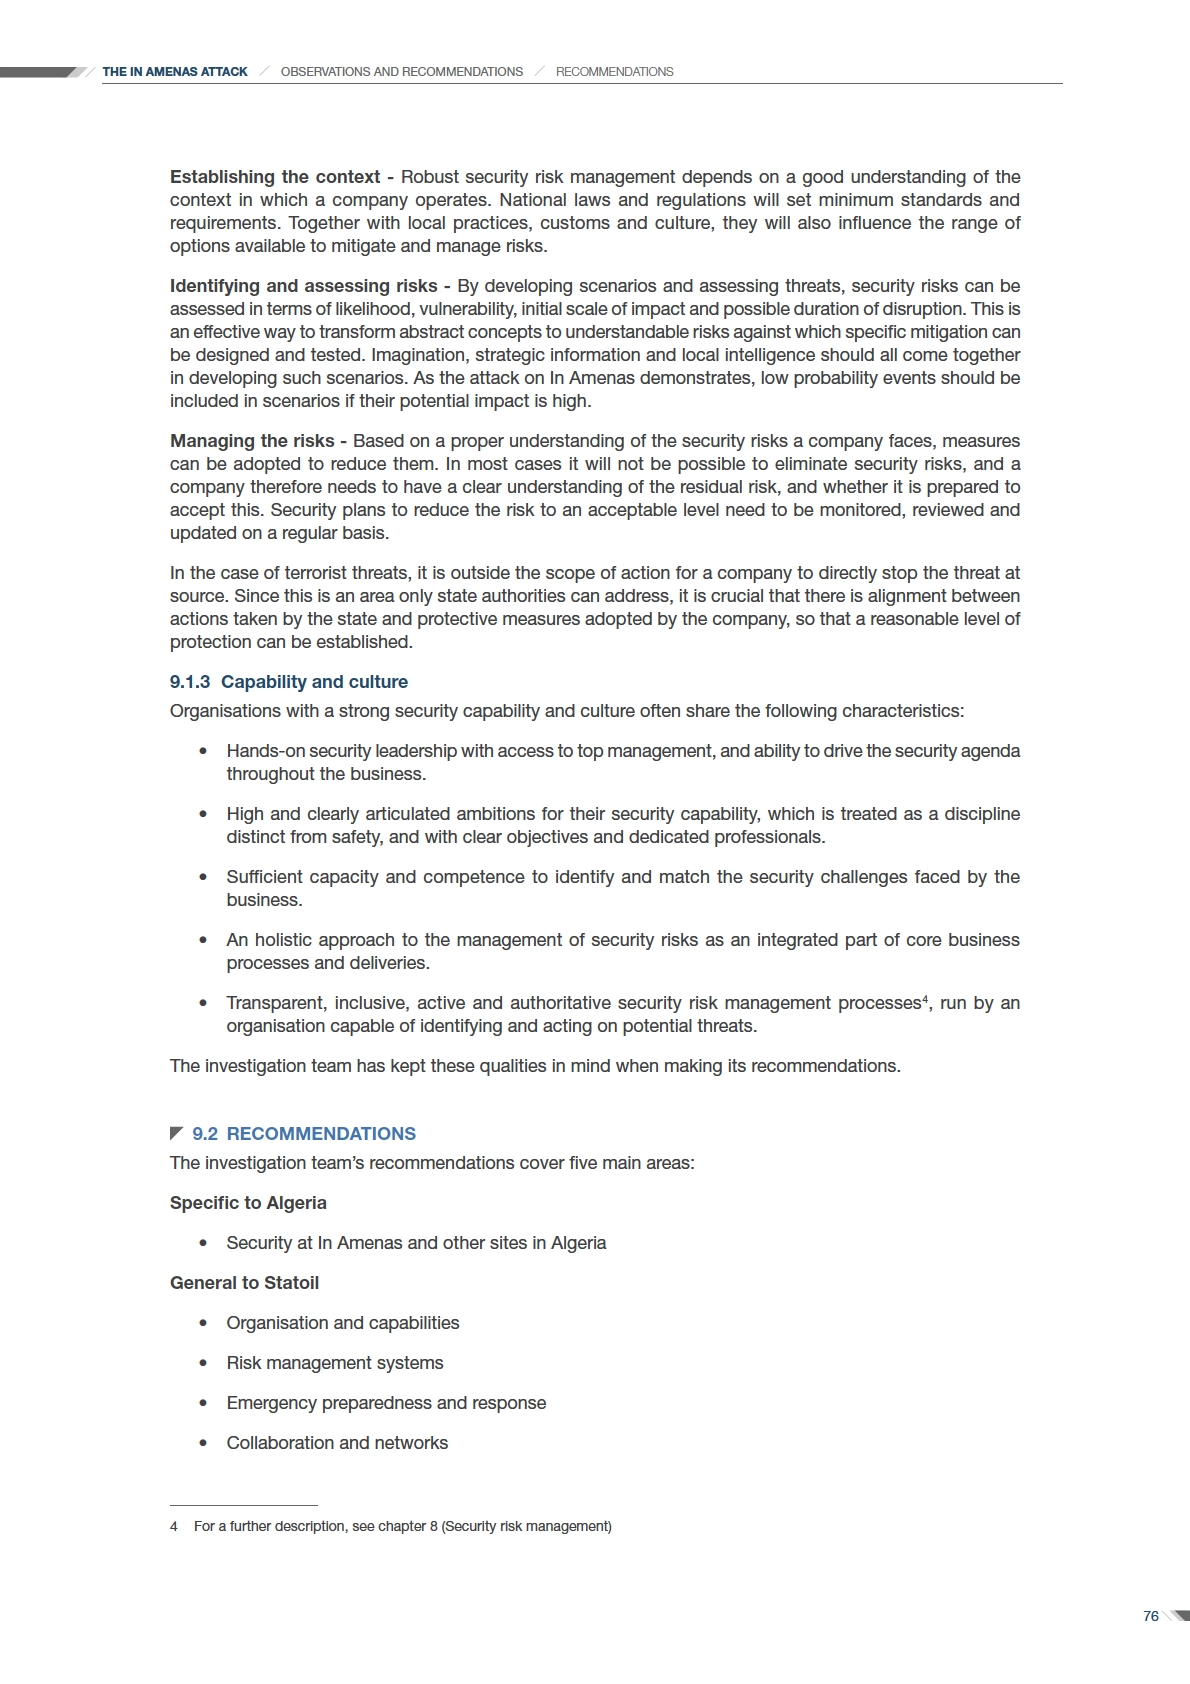 THE IN AMENAS ATTACK / OBSERVATIONS AND RECOMMENDATIONS / RECOMMENDATIONS
Establishing the context - Robust security risk management depends on a good understanding of the
context in which a company operates. National laws and regulations will set minimum standards and
requirements. Together with local practices, customs and culture, they will also influence the range of
options available to mitigate and manage risks.
Identifying and assessing risks - By developing scenarios and assessing threats, security risks can be
assessed in terms of likelihood, vulnerability, initial scale of impact and possible duration of disruption. This is
an effective way to transform abstract concepts to understandable risks against which specific mitigation can
be designed and tested. Imagination, strategic information and local intelligence should all come together
in developing such scenarios. As the attack on In Amenas demonstrates, low probability events should be
included in scenarios if their potential impact is high.
Managing the risks - Based on a proper understanding of the security risks a company faces, measures
can be adopted to reduce them. In most cases it will not be possible to eliminate security risks, and a
company therefore needs to have a clear understanding of the residual risk, and whether it is prepared to
accept this. Security plans to reduce the risk to an acceptable level need to be monitored, reviewed and
updated on a regular basis.
In the case of terrorist threats, it is outside the scope of action for a company to directly stop the threat at
source. Since this is an area only state authorities can address, it is crucial that there is alignment between
actions taken by the state and protective measures adopted by the company, so that a reasonable level of
protection can be established.
9.1.3 Capability and culture
Organisations with a strong security capability and culture often share the following characteristics:
• Hands-on security leadership with access to top management, and ability to drive the security agenda
throughout the business.
• High and clearly articulated ambitions for their security capability, which is treated as a discipline
distinct from safety, and with clear objectives and dedicated professionals.
• Sufficient capacity and competence to identify and match the security challenges faced by the
business.
• An holistic approach to the management of security risks as an integrated part of core business
processes and deliveries.
• Transparent, inclusive, active and authoritative security risk management processes⁴, run by an
organisation capable of identifying and acting on potential threats.
The investigation team has kept these qualities in mind when making its recommendations.
9.2 RECOMMENDATIONS
The investigation team’s recommendations cover five main areas:
Specific to Algeria
• Security at In Amenas and other sites in Algeria
General to Statoil
• Organisation and capabilities
• Risk management systems
• Emergency preparedness and response
• Collaboration and networks
4 For a further description, see chapter 8 (Security risk management)
76